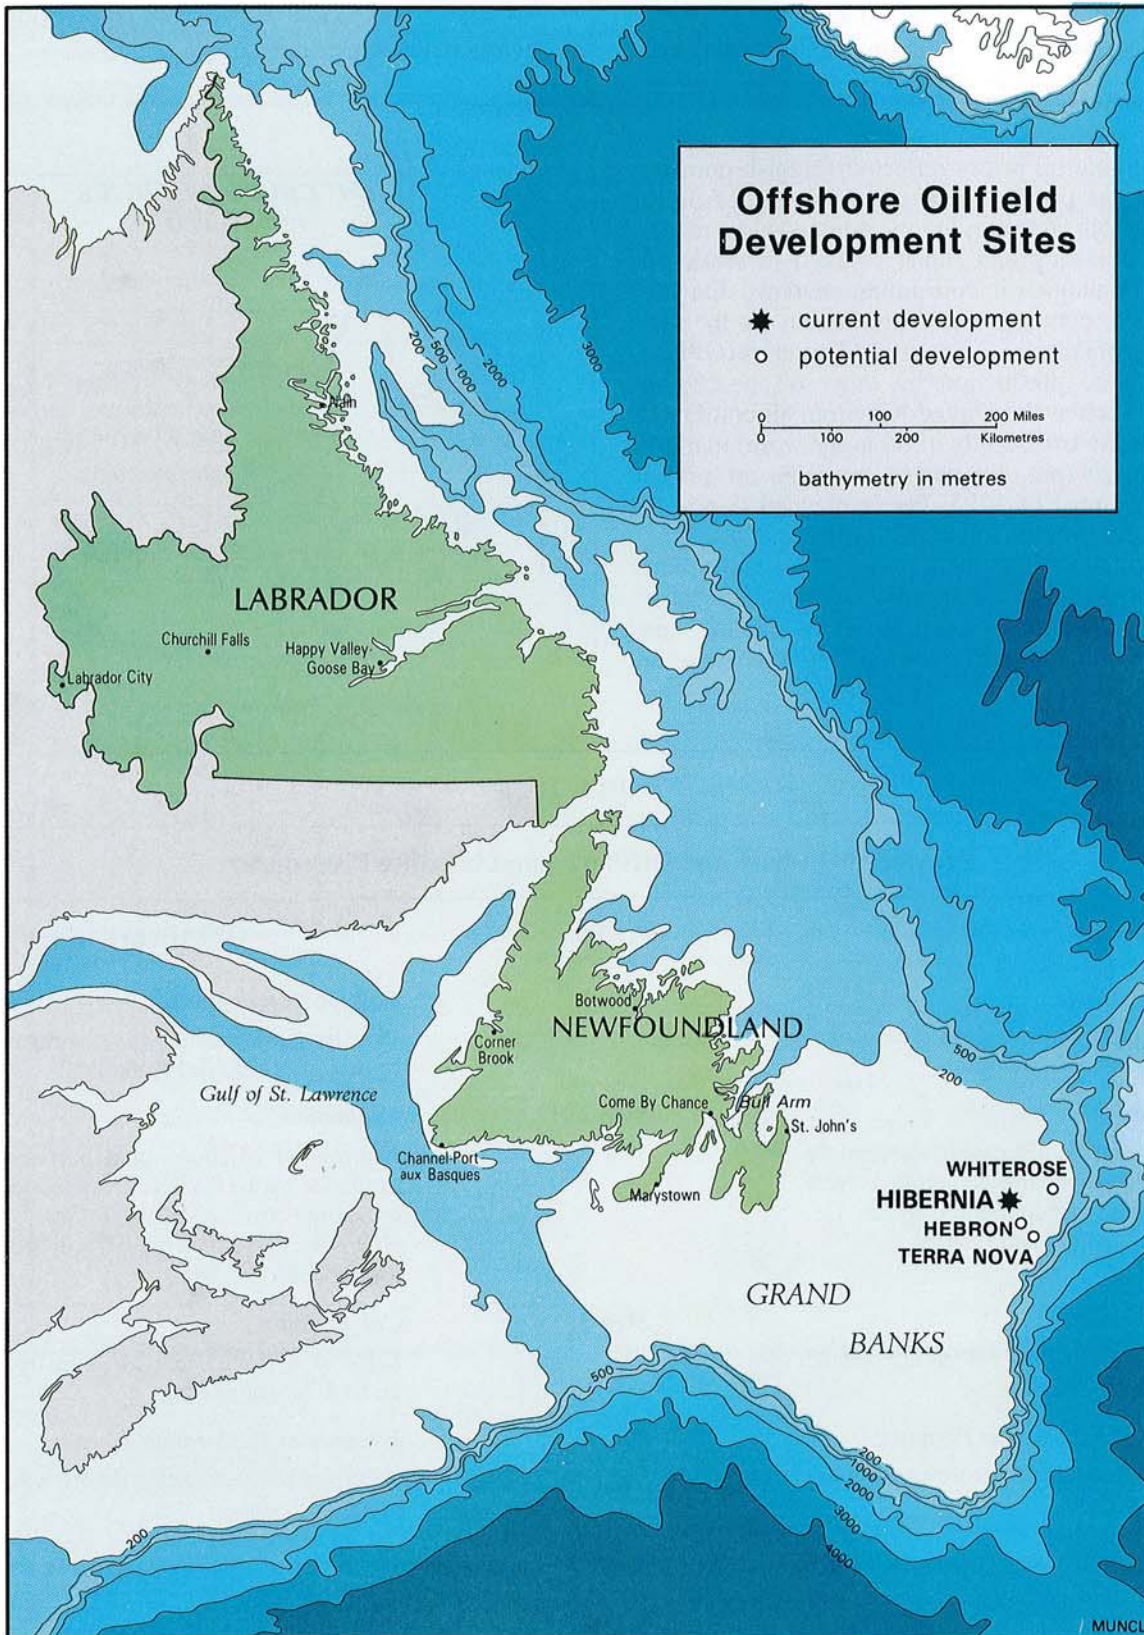 Offshore Oilfield
Development Sites
current development
potential development
0 100 200 Miles
0 100 200 Kilometres
bathymetry in metres
200
500
1000
2000
3000
Nain
LABRADOR
Churchill Falls
Happy Valley-
Goose Bay
Labrador City
Botwood
NEWFOUNDLAND
Corner
Brook
500
200
Gulf of St. Lawrence
Come By Chance
Bull Arm
St. John's
Channel-Port
aux Basques
Marystown
WHITEROSE
HIBERNIA
HEBRON
TERRA NOVA
GRAND
BANKS
500
200
1000
2000
3000
4000
200
MUNCL